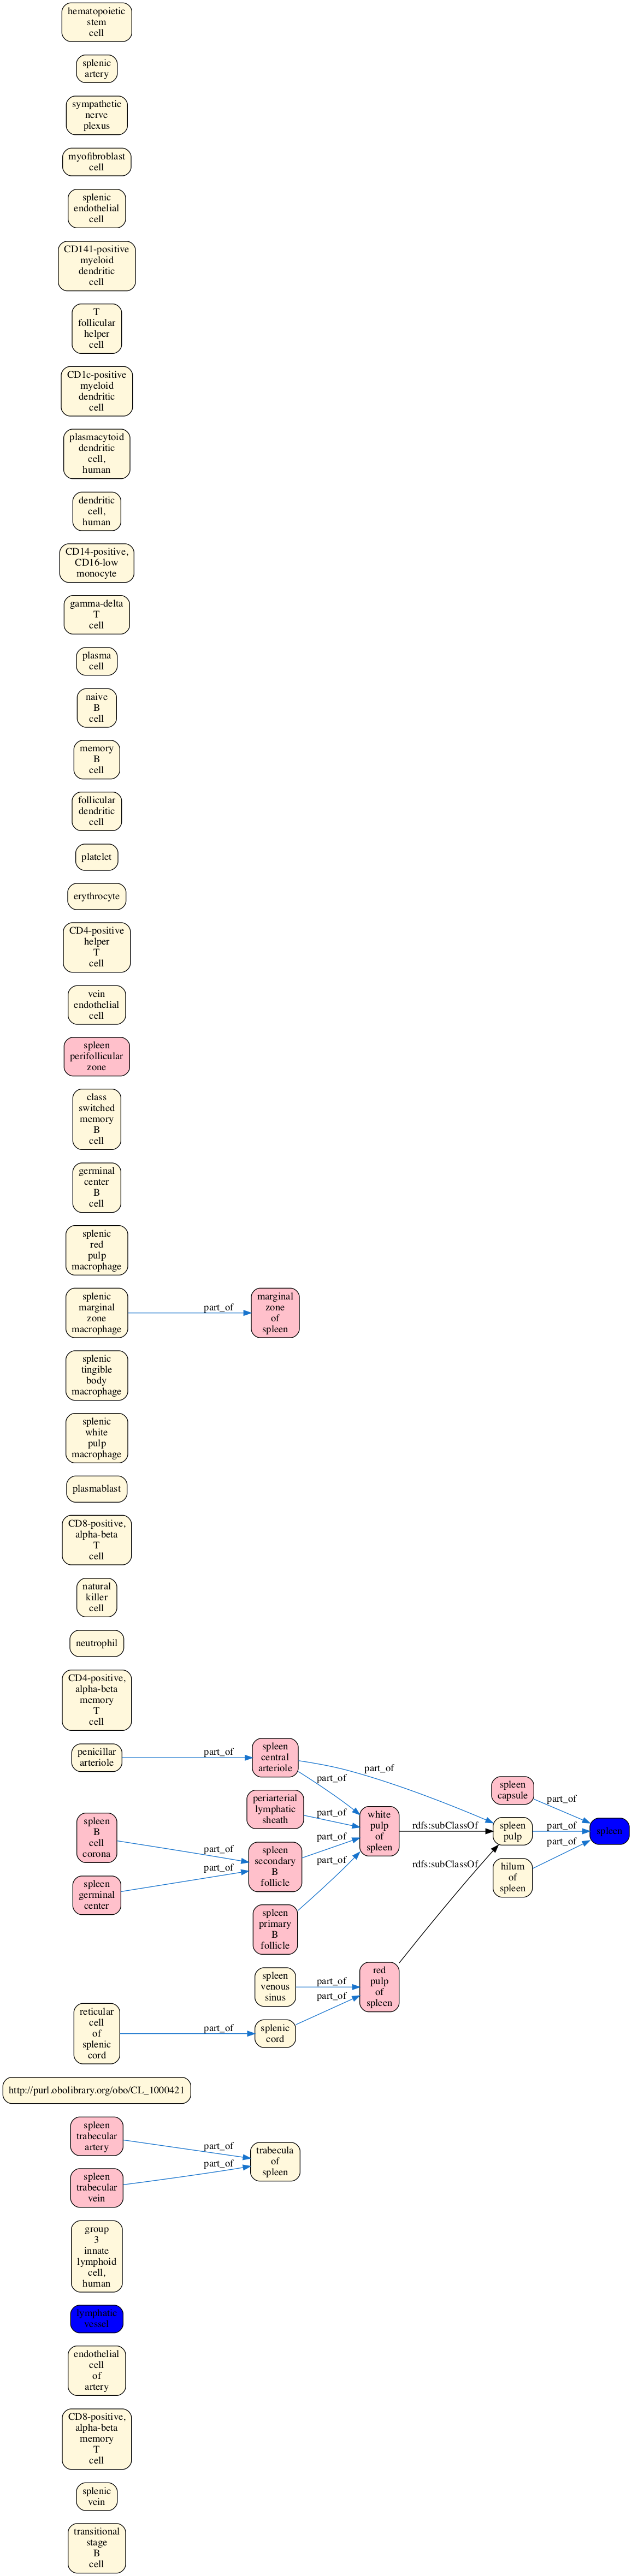 hematopoietic
stem
cell
splenic
artery
sympathetic
nerve
plexus
myofibroblast
cell
splenic
endothelial
cell
CD141-positive
myeloid
dendritic
cell
T
follicular
helper
cell
CD1c-positive
myeloid
dendritic
cell
plasmacytoid
dendritic
cell,
human
dendritic
cell,
human
CD14-positive,
CD16-low
monocyte
gamma-delta
T
cell
plasma
cell
naive
B
cell
memory
B
cell
follicular
dendritic
cell
platelet
erythrocyte
CD4-positive
helper
T
cell
vein
endothelial
cell
spleen
perifollicular
zone
class
switched
memory
B
cell
germinal
center
B
cell
splenic
red
pulp
macrophage
splenic
marginal
zone
macrophage
part_of
marginal
zone
of
spleen
splenic
tingible
body
macrophage
splenic
white
pulp
macrophage
plasmablast
CD8-positive,
alpha-beta
T
cell
natural
killer
cell
neutrophil
CD4-positive,
alpha-beta
memory
T
cell
penicillar
arteriole
part_of
spleen
central
arteriole
part_of
part_of
periarterial
lymphatic
sheath
part_of
white
pulp
of
spleen
rdfs:subClassOf
spleen
capsule
part_of
spleen
pulp
part_of
spleen
hilum
of
spleen
part_of
spleen
B
cell
corona
part_of
spleen
secondary
B
follicle
part_of
spleen
germinal
center
part_of
spleen
primary
B
follicle
part_of
rdfs:subClassOf
spleen
venous
sinus
part_of
red
pulp
of
spleen
reticular
cell
of
splenic
cord
part_of
splenic
cord
part_of
http://purl.obolibrary.org/obo/CL_1000421
spleen
trabecular
artery
part_of
trabecula
of
spleen
spleen
trabecular
vein
part_of
group
3
innate
lymphoid
cell,
human
lymphatic
vessel
endothelial
cell
of
artery
CD8-positive,
alpha-beta
memory
T
cell
splenic
vein
transitional
stage
B
cell